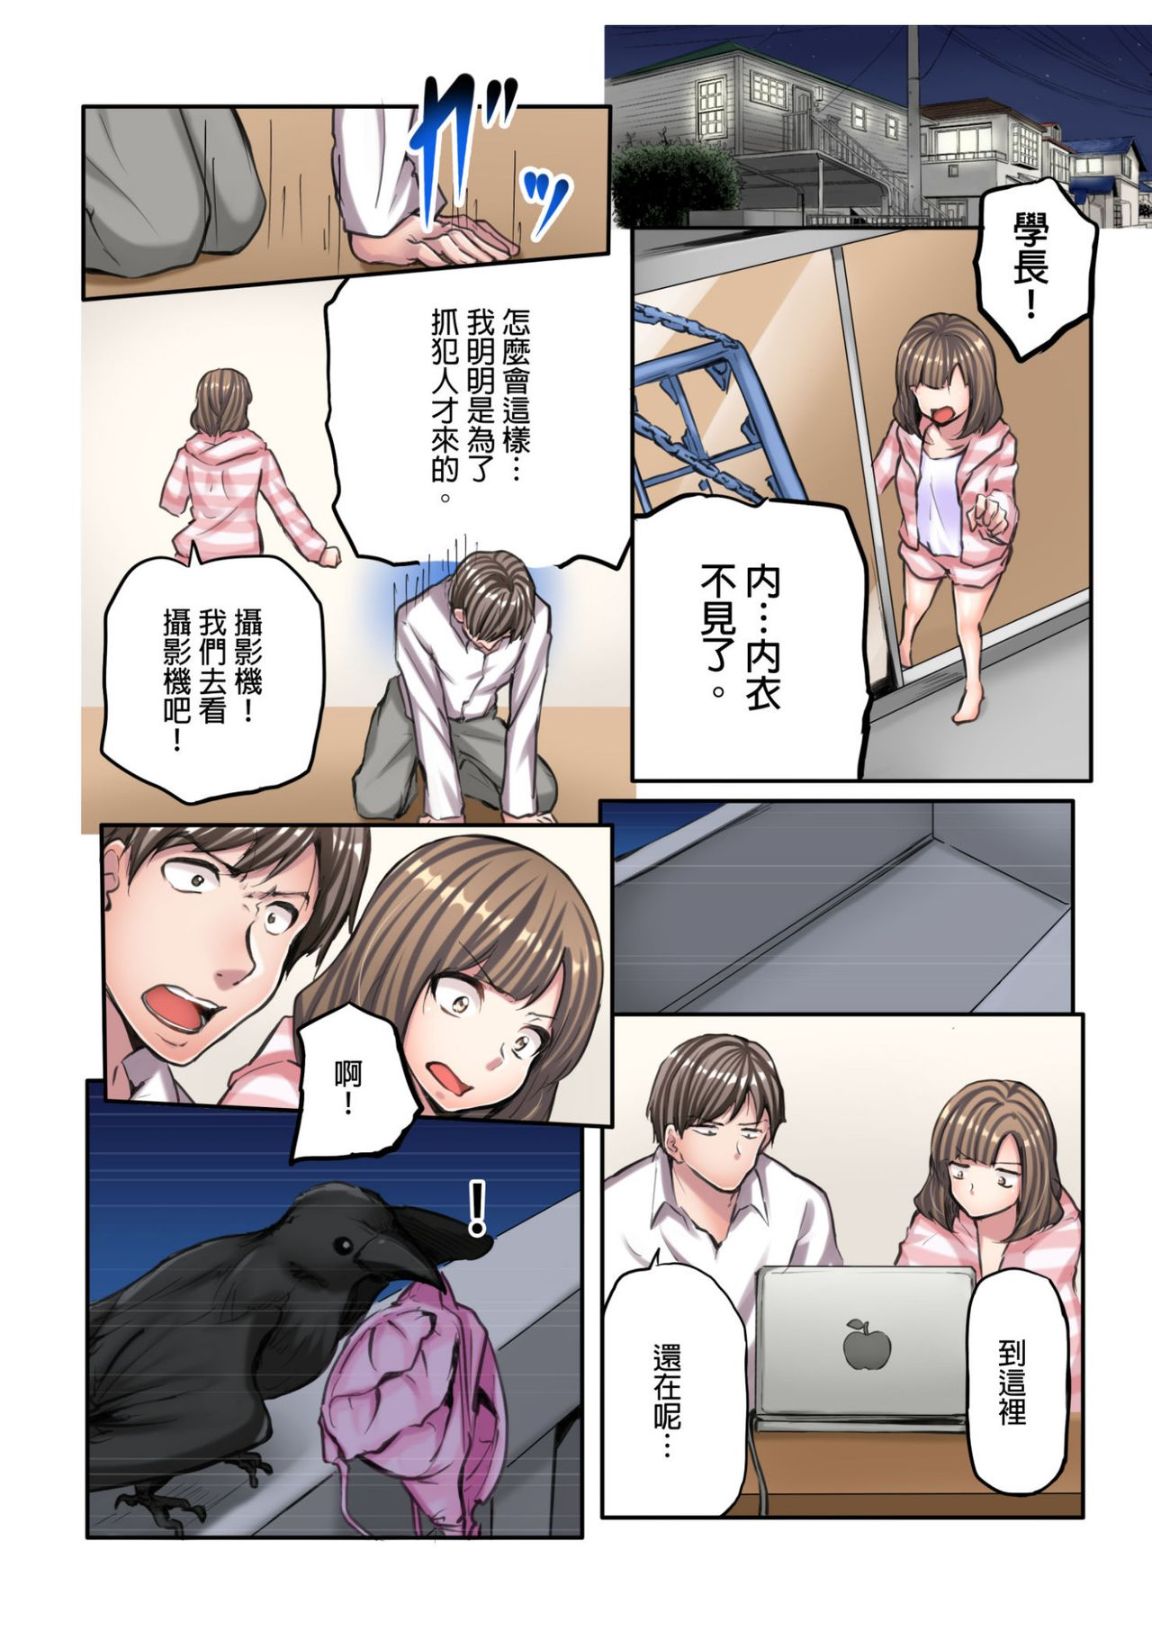 學長！
內…內衣
不見了。
ガ
ガッ
怎麼會這樣…
我明明是為了
抓犯人才來的。
攝影機！
我們去看
攝影機吧！
到這裡
還在呢…
啊！
！